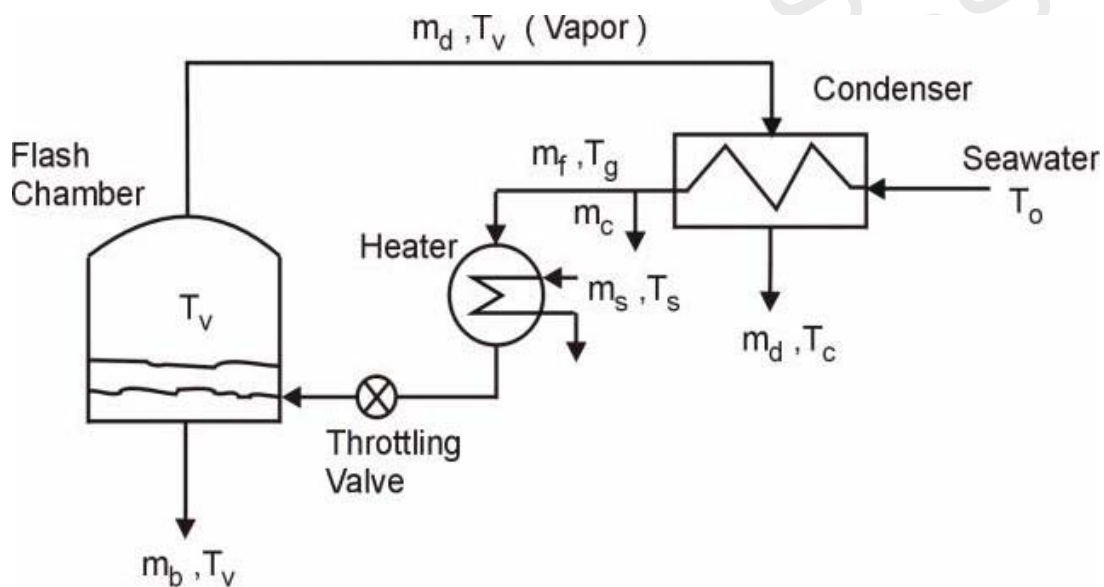 m_d ,T_v ( Vapor )
Condenser
Flash
Chamber
m_f ,T_g
Seawater
T_o
m_c
Heater
m_s ,T_s
T_v
m_d ,T_c
Throttling
Valve
m_b ,T_v